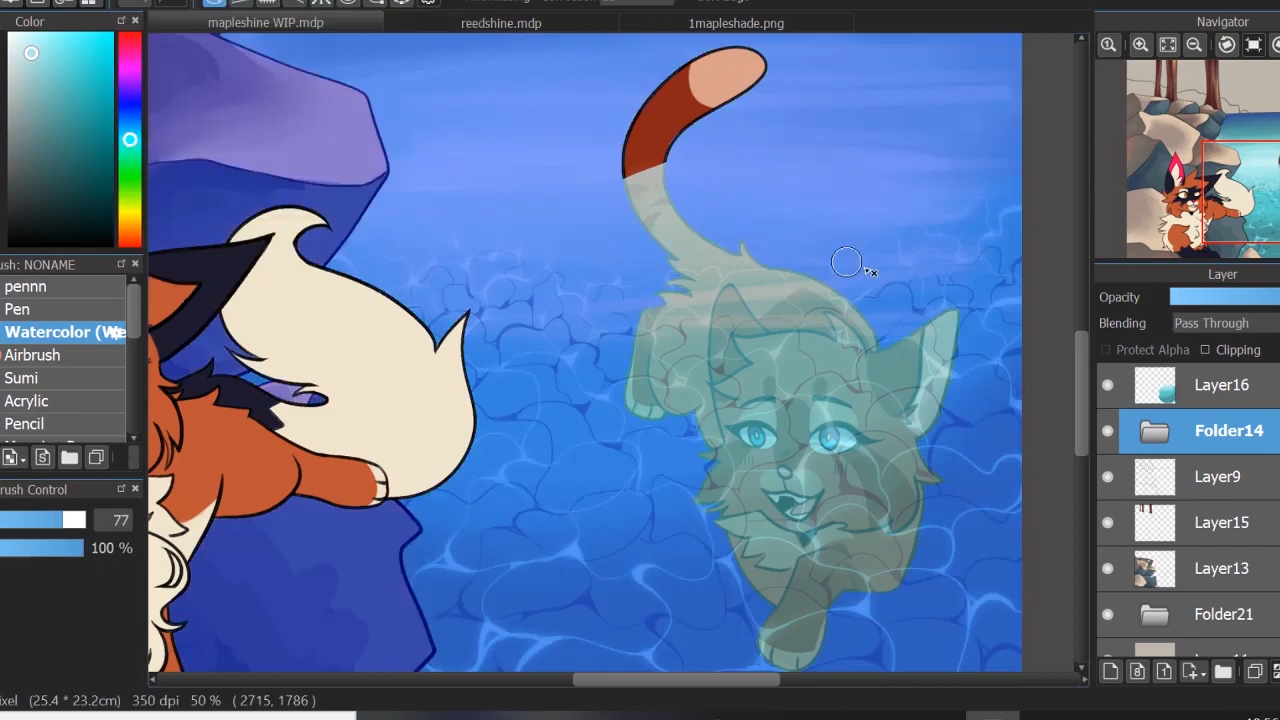 Color
mapleshine WIP.mdp
reedshine.mdp
1mapleshade.png
Navigator
ush: NONAME
pennn
Pen
Watercolor (We
Airbrush
Sumi
Acrylic
Pencil
rush Control
77
100 %
Layer
Opacity
Blending
Pass Through
Protect Alpha
Clipping
Layer16
Folder14
Layer9
Layer15
Layer13
Folder21
ixel (25.4 * 23.2cm) 350 dpi 50 % ( 2715, 1786 )